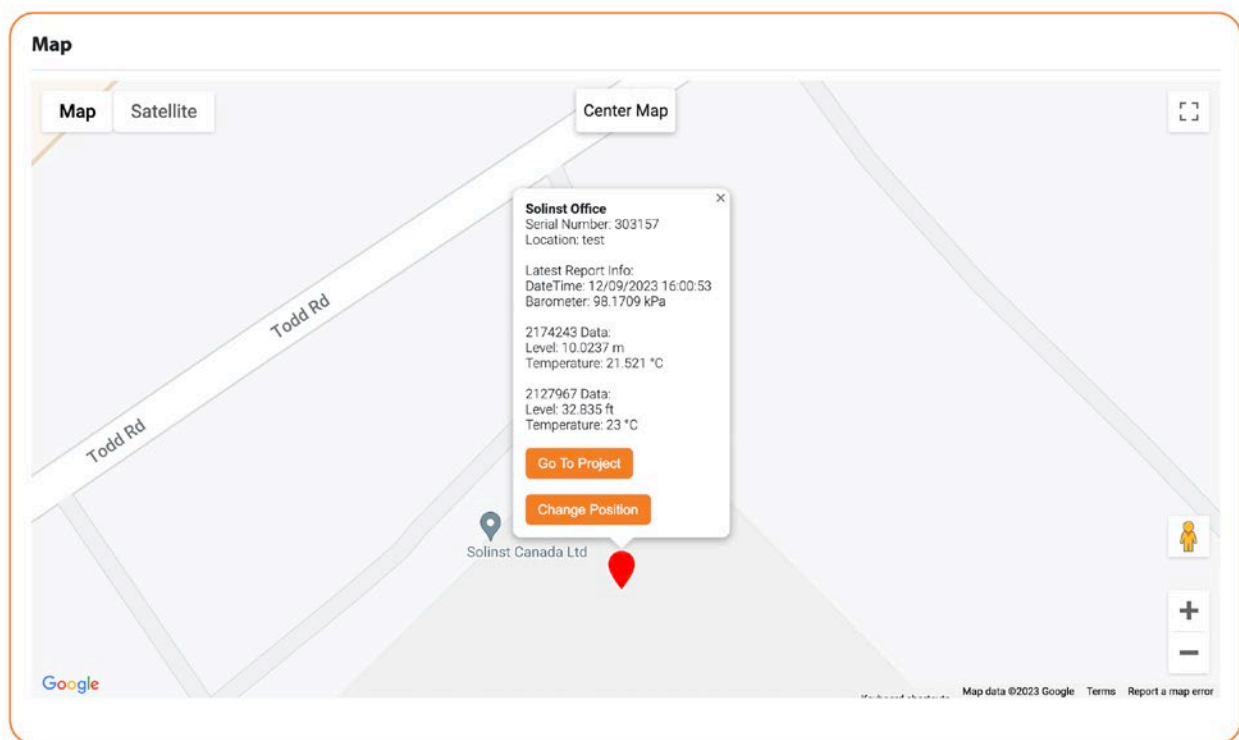 Map
Map Satellite
Center Map
Solinst Office
Serial Number: 303157
Location: test
Latest Report Info:
DateTime: 12/09/2023 16:00:53
Barometer: 98.1709 kPa
2174243 Data:
Level: 10.0237 m
Temperature: 21.521 °C
2127967 Data:
Level: 32.835 ft
Temperature: 23 °C
Go To Project
Change Position
Todd Rd
Todd Rd
Solinst Canada Ltd
Google
Map data ©2023 Google Terms Report a map error